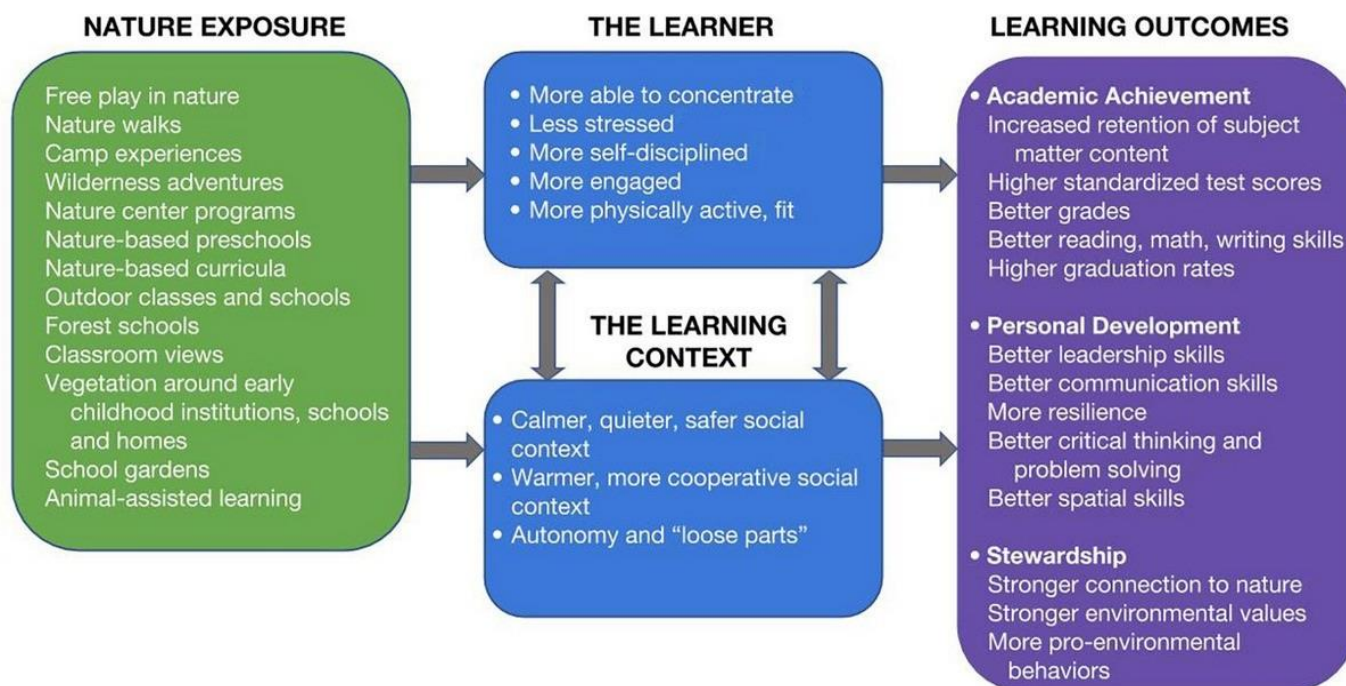 NATURE EXPOSURE
Free play in nature
Nature walks
Camp experiences
Wilderness adventures
Nature center programs
Nature-based preschools
Nature-based curricula
Outdoor classes and schools
Forest schools
Classroom views
Vegetation around early
childhood institutions, schools
and homes
School gardens
Animal-assisted learning
THE LEARNER
• More able to concentrate
• Less stressed
• More self-disciplined
• More engaged
• More physically active, fit
THE LEARNING
CONTEXT
• Calmer, quieter, safer social
context
• Warmer, more cooperative social
context
• Autonomy and “loose parts”
LEARNING OUTCOMES
• Academic Achievement
Increased retention of subject
matter content
Higher standardized test scores
Better grades
Better reading, math, writing skills
Higher graduation rates
• Personal Development
Better leadership skills
Better communication skills
More resilience
Better critical thinking and
problem solving
Better spatial skills
• Stewardship
Stronger connection to nature
Stronger environmental values
More pro-environmental
behaviors